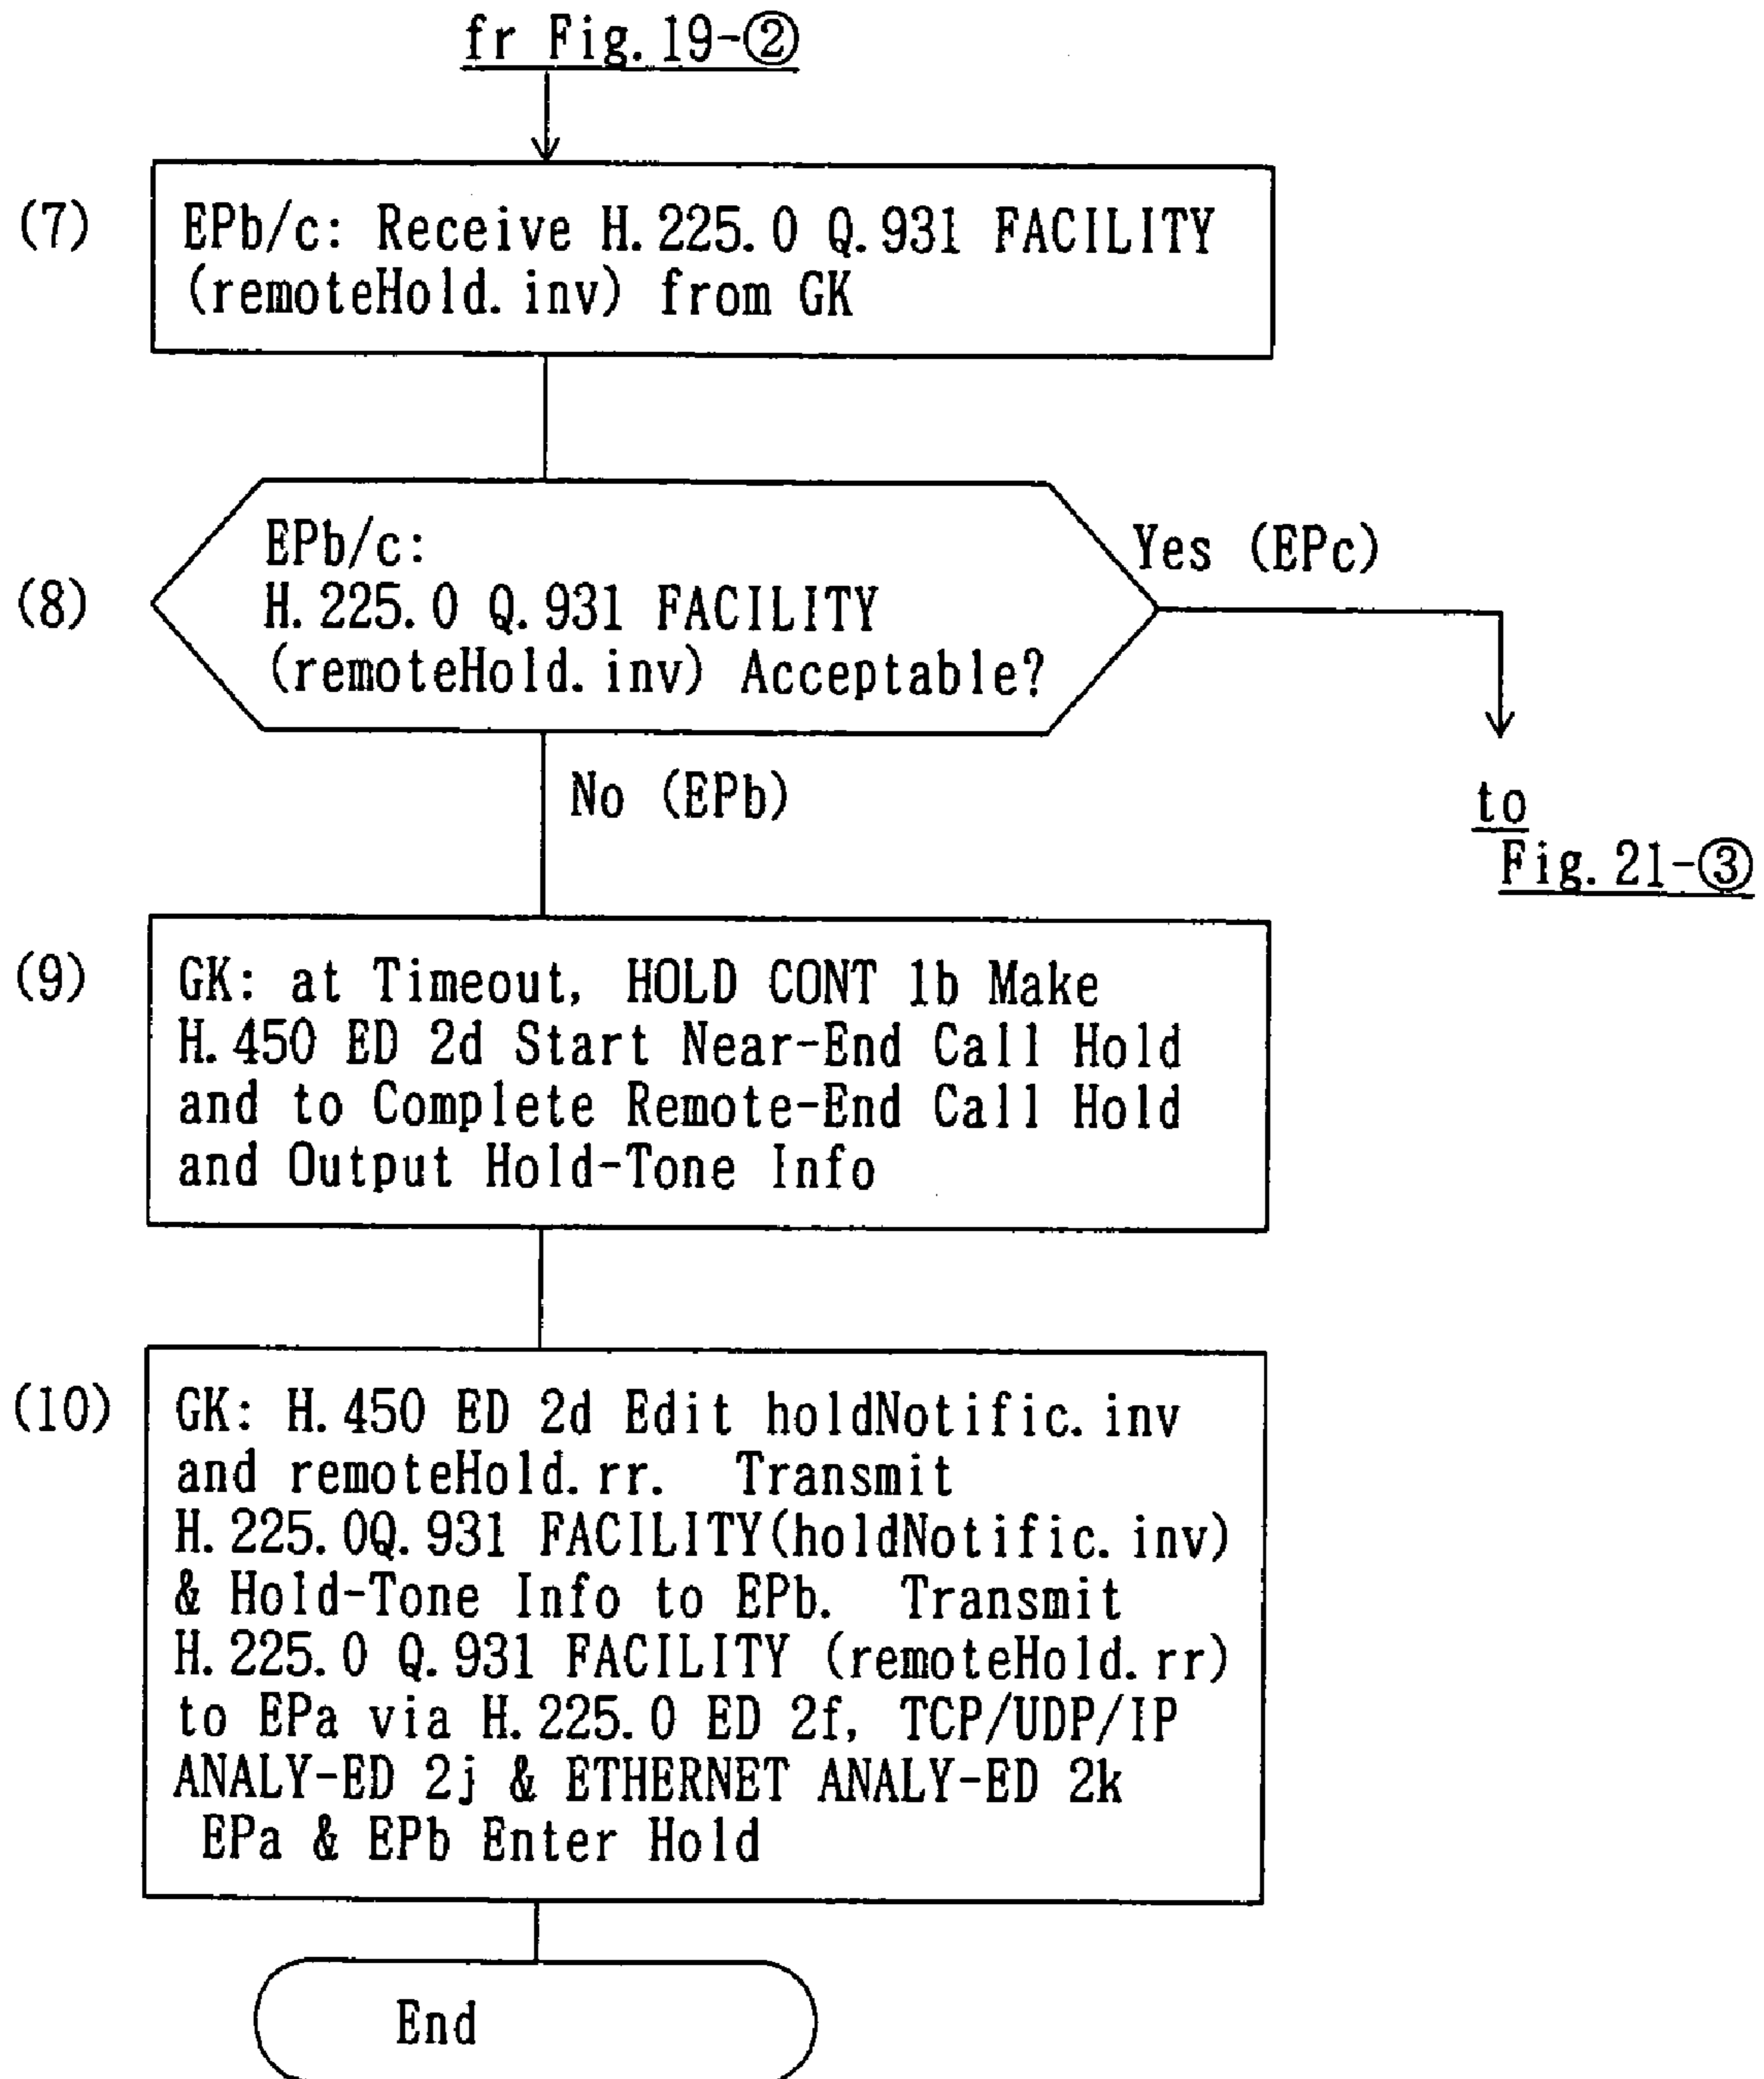 fr Fig. 19-②
(7)
EPb/c: Receive H. 225. 0 Q. 931 FACILITY
(remoteHold. inv) from GK
(8)
EPb/c:
H. 225. 0 Q. 931 FACILITY
(remoteHold. inv) Acceptable?
Yes (EPc)
No (EPb)
to
Fig. 21-③
(9)
GK: at Timeout, HOLD CONT 1b Make
H. 450 ED 2d Start Near-End Call Hold
and to Complete Remote-End Call Hold
and Output Hold-Tone Info
(10)
GK: H. 450 ED 2d Edit holdNotific. inv
and remoteHold. rr. Transmit
H. 225. 0Q. 931 FACILITY(holdNotific. inv)
& Hold-Tone Info to EPb. Transmit
H. 225. 0 Q. 931 FACILITY (remoteHold. rr)
to EPa via H. 225. 0 ED 2f, TCP/UDP/IP
ANALY-ED 2j & ETHERNET ANALY-ED 2k
EPa & EPb Enter Hold
End